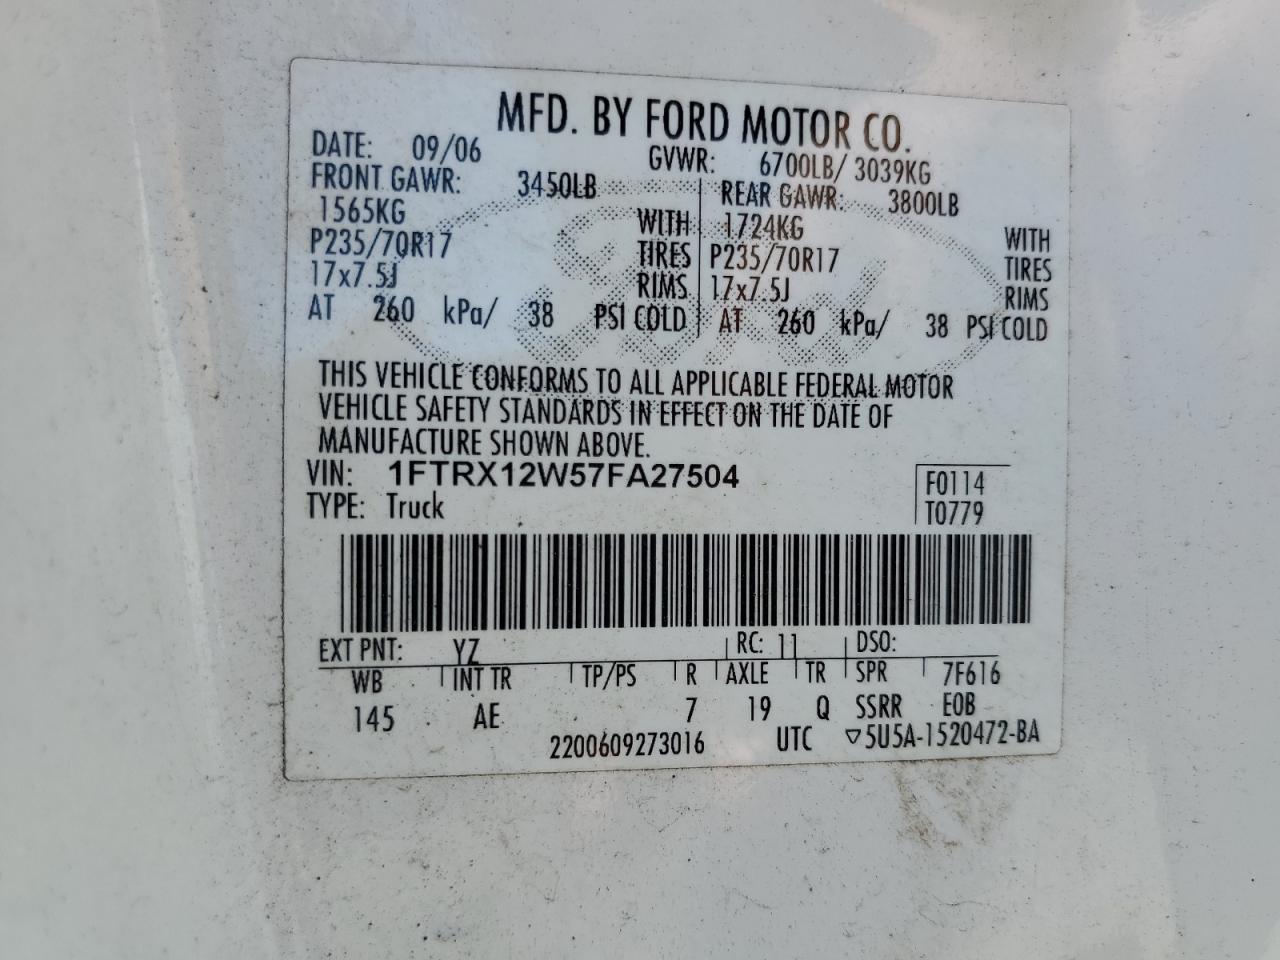 MFD. BY FORD MOTOR CO.
DATE: 09/06 GVWR: 6700LB/ 3039KG
FRONT GAWR: 3450LB REAR GAWR: 3800LB
1565KG WITH 1724KG WITH
P235/70R17 TIRES P235/70R17 TIRES
17x7.5J RIMS 17x7.5J RIMS
AT 260 kPa/ 38 PSI COLD AT 260 kPa/ 38 PSI COLD
THIS VEHICLE CONFORMS TO ALL APPLICABLE FEDERAL MOTOR
VEHICLE SAFETY STANDARDS IN EFFECT ON THE DATE OF
MANUFACTURE SHOWN ABOVE.
VIN: 1FTRX12W57FA27504 F0114
TYPE: Truck T0779
EXT PNT: YZ RC: 11 DSO:
WB INT TR TP/PS R AXLE TR SPR 7F616
145 AE 7 19 Q SSRR E0B
2200609273016 UTC ▽5U5A-1520472-BA
Ford